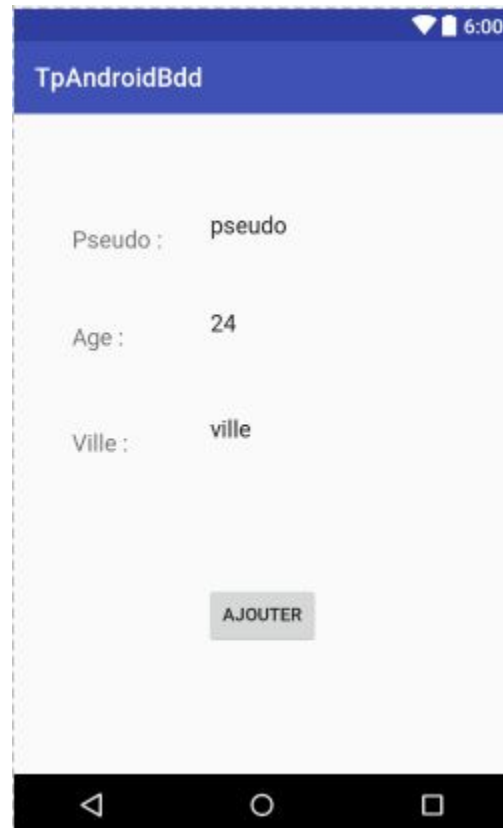 6:00
TpAndroidBdd
Pseudo : pseudo
Age : 24
Ville : ville
AJOUTER